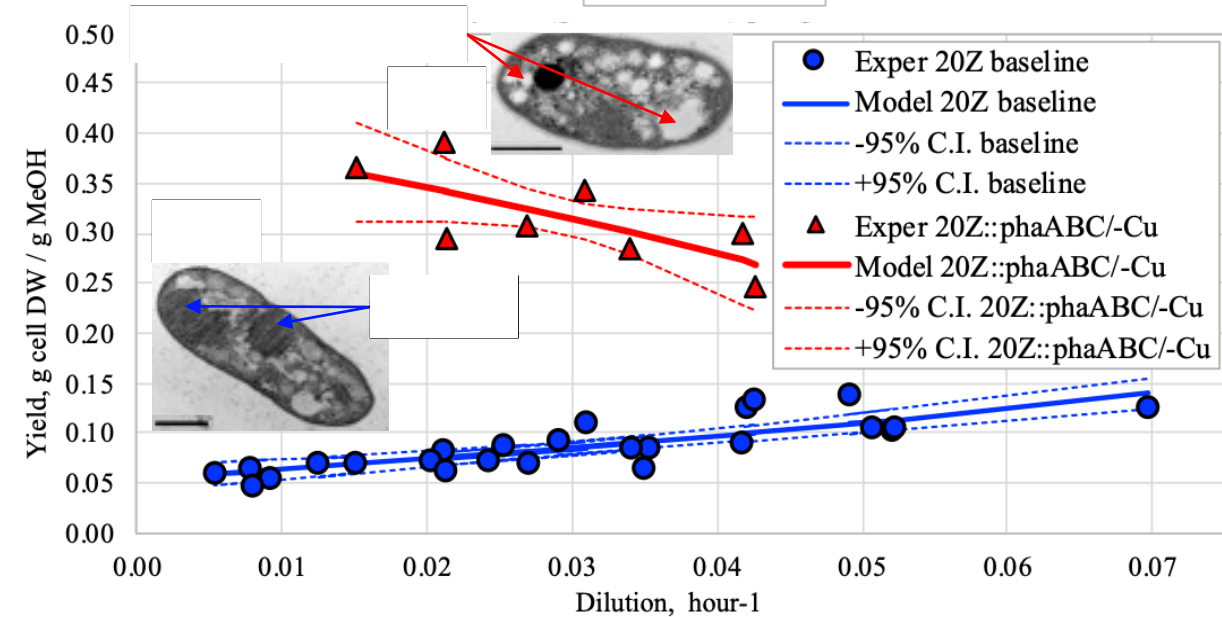 Exper 20Z baseline
Model 20Z baseline
-95% C.I. baseline
+95% C.I. baseline
Exper 20Z::phaABC/-Cu
Model 20Z::phaABC/-Cu
-95% C.I. 20Z::phaABC/-Cu
+95% C.I. 20Z::phaABC/-Cu
Yield, g cell DW / g MeOH
0.50
0.45
0.40
0.35
0.30
0.25
0.20
0.15
0.10
0.05
0.00
0.00 0.01 0.02 0.03 0.04 0.05 0.06 0.07
Dilution, hour-1